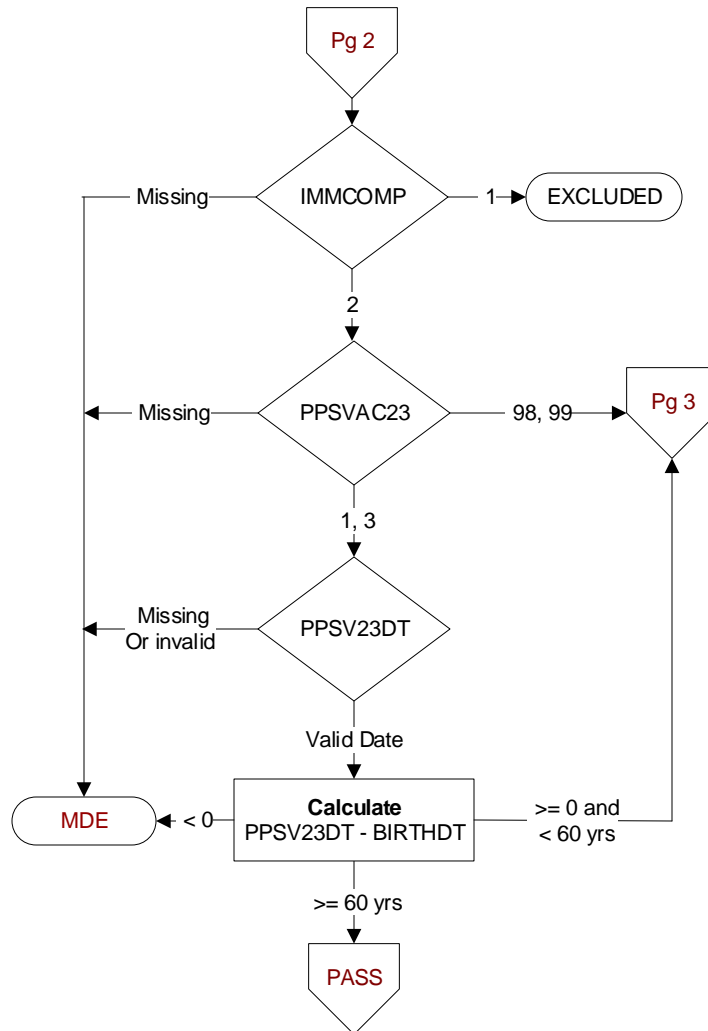 Pg 2
Missing
IMMCOMP
1
EXCLUDED
2
Missing
PPSVAC23
98, 99
Pg 3
1, 3
Missing
Or invalid
PPSV23DT
Valid Date
MDE
< 0
Calculate
PPSV23DT - BIRTHDT
>= 0 and
< 60 yrs
>= 60 yrs
PASS